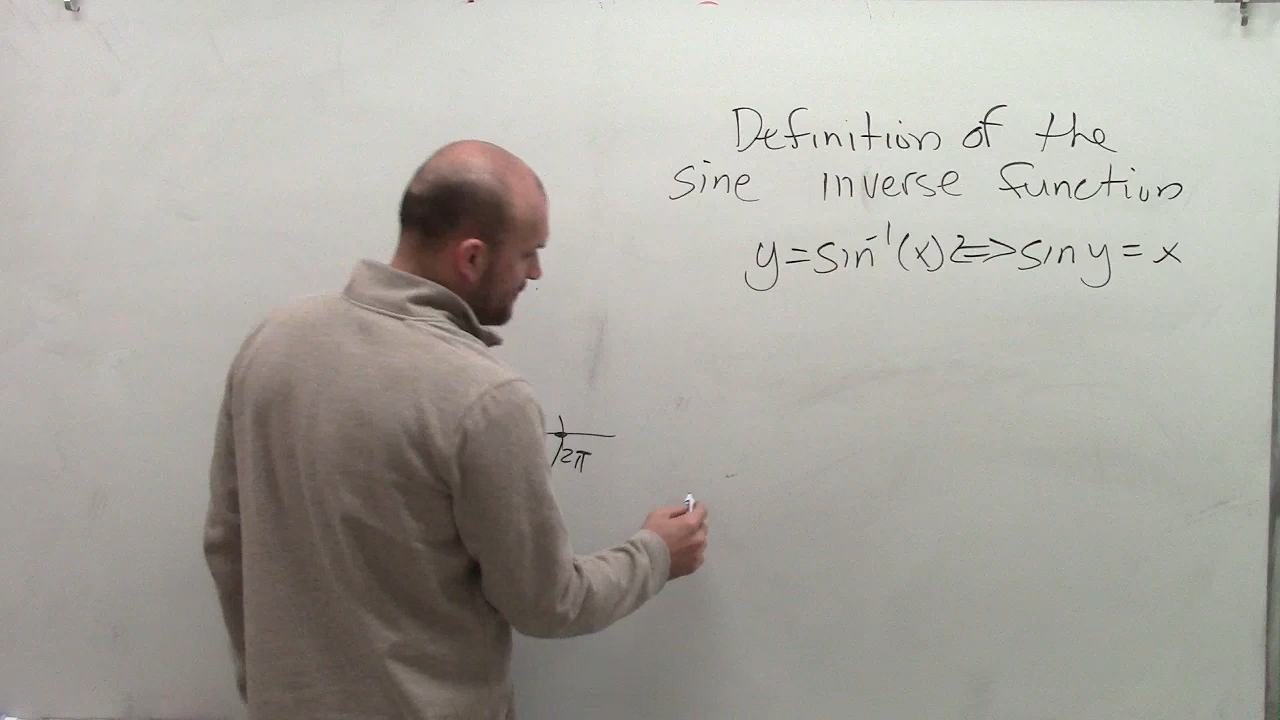 Definition of the
sine inverse function
y = sin⁻¹(x) <=> sin y = x
2π